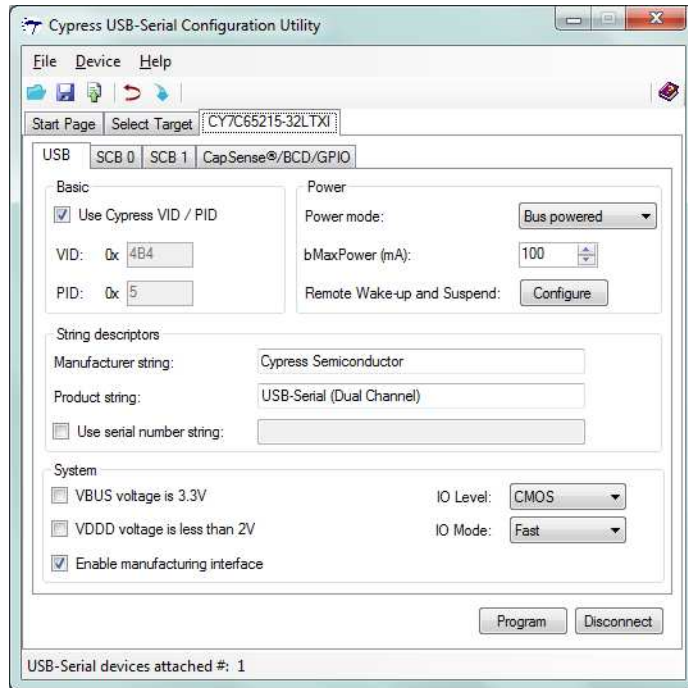 Cypress USB-Serial Configuration Utility
File Device Help
Start Page Select Target CY7C65215-32LTXI
USB SCB 0 SCB 1 CapSense®/BCD/GPIO
Basic
Use Cypress VID / PID
VID: 0x 4B4
PID: 0x 5
Power
Power mode: Bus powered
bMaxPower (mA): 100
Remote Wake-up and Suspend: Configure
String descriptors
Manufacturer string: Cypress Semiconductor
Product string: USB-Serial (Dual Channel)
Use serial number string:
System
VBUS voltage is 3.3V IO Level: CMOS
VDDD voltage is less than 2V IO Mode: Fast
Enable manufacturing interface
Program Disconnect
USB-Serial devices attached #: 1